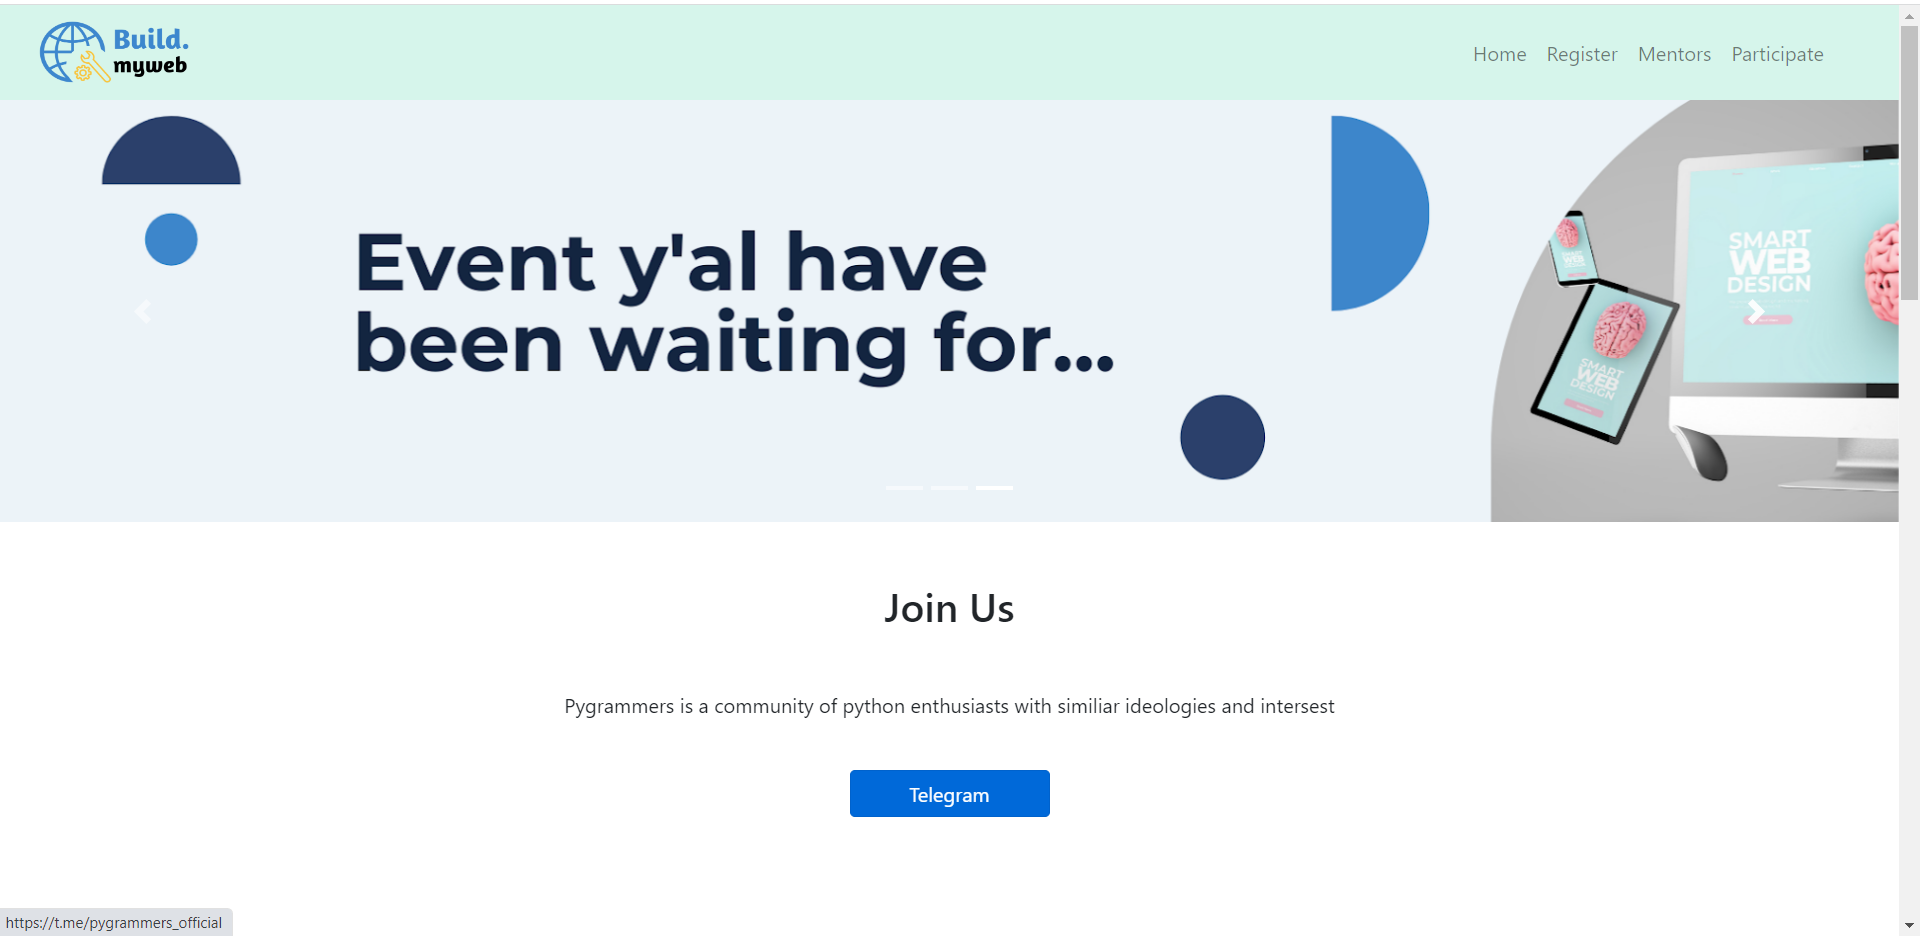 Build.
myweb
Home Register Mentors Participate
Event y'al have
been waiting for...
SMART
WEB
DESIGN
SMART
WEB
DESIGN
Join Us
Pygrammers is a community of python enthusiasts with similiar ideologies and intersest
Telegram
https://t.me/pygrammers_official